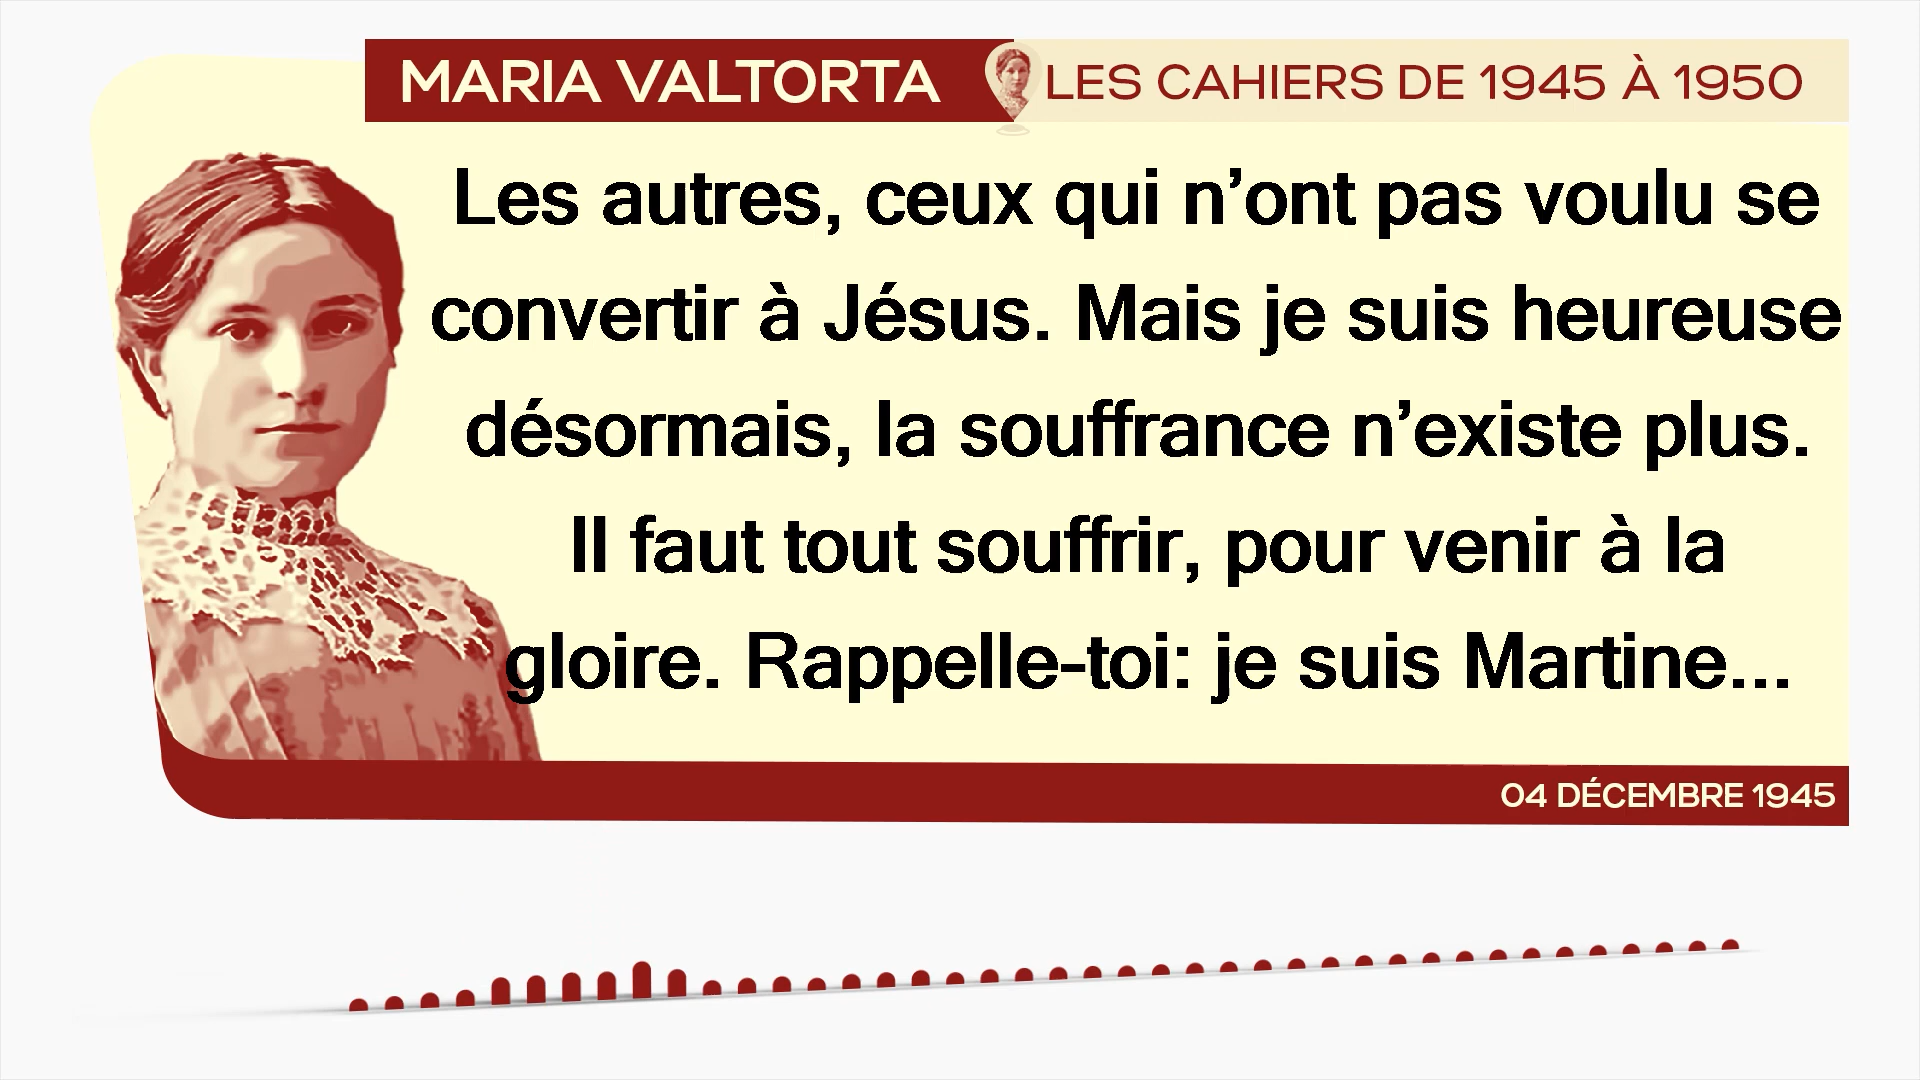 MARIA VALTORTA
LES CAHIERS DE 1945 À 1950
Les autres, ceux qui n’ont pas voulu se
convertir à Jésus. Mais je suis heureuse
désormais, la souffrance n’existe plus.
Il faut tout souffrir, pour venir à la
gloire. Rappelle-toi: je suis Martine...
04 DÉCEMBRE 1945